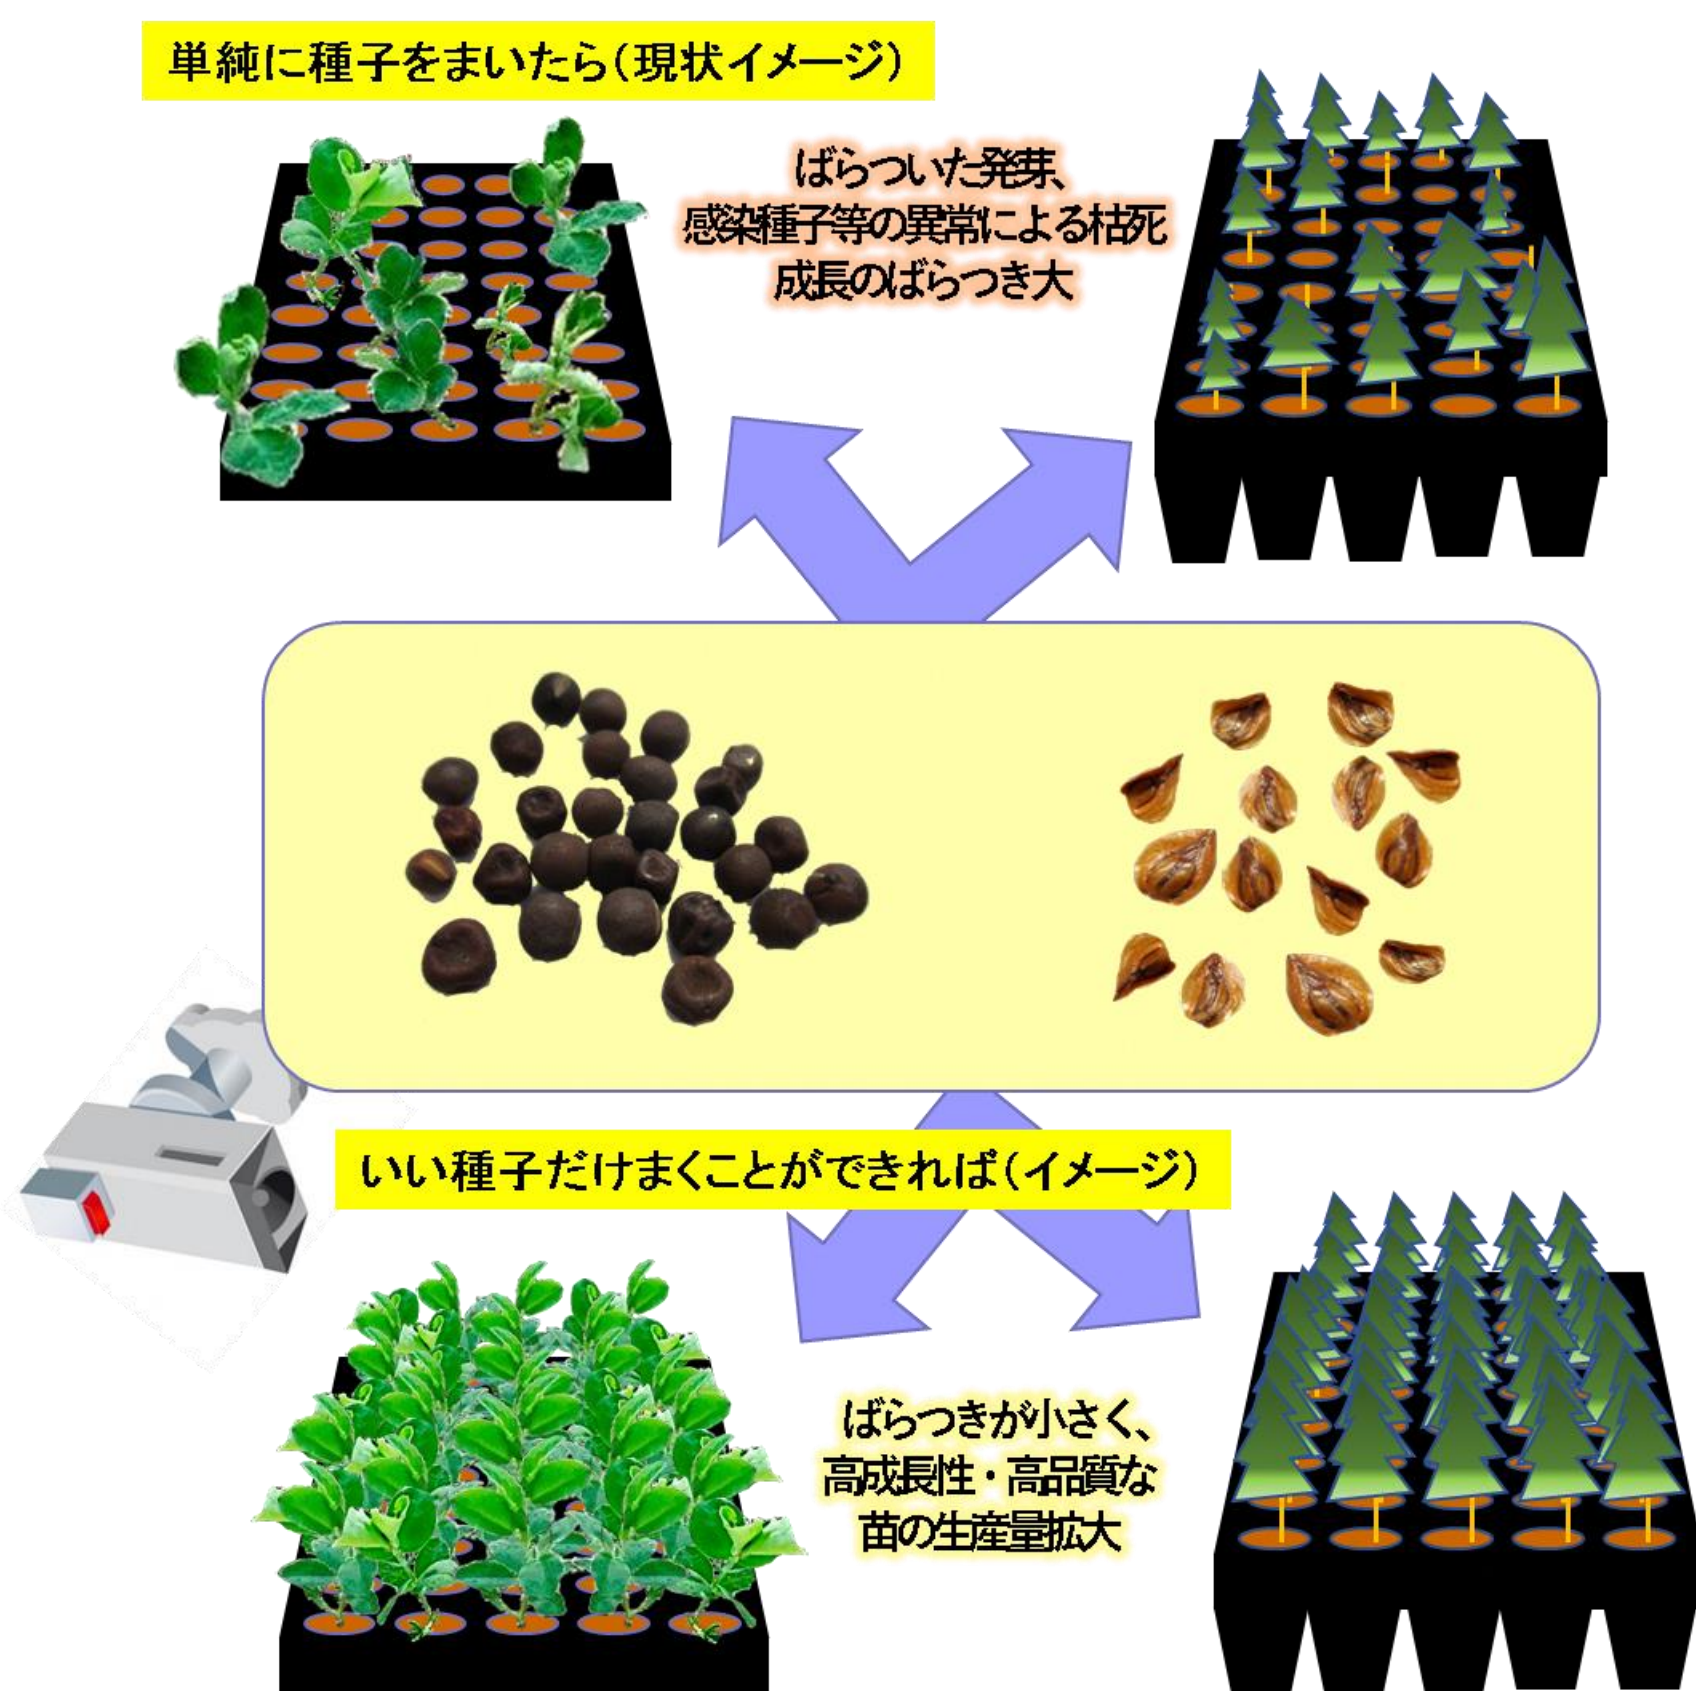 単純に種子をまいたら(現状イメージ)
ばらついた発芽、
感染種子等の異常による枯死
成長のばらつき大
いい種子だけまくことができれば(イメージ)
ばらつきが小さく、
高成長性・高品質な
苗の生産量拡大